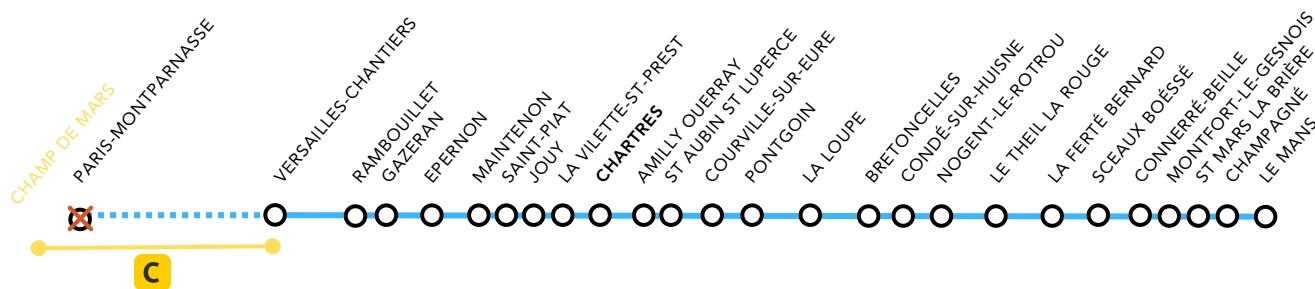 CHAMP DE MARS
PARIS-MONTPARNASSE
VERSAILLES-CHANTIERS
RAMBOUILLET
GAZERAN
EPERNON
MAINTENON
SAINT-PIAT
JOUY
LA VILETTE-ST-PREST
CHARTRES
AMILLY OUERRAY
ST AUBIN ST LUPERCE
COURVILLE-SUR-EURE
PONTGOIN
LA LOUPE
BRETONCELLES
CONDÉ-SUR-HUISNE
NOGENT-LE-ROTROU
LE THEIL LA ROUGE
LA FERTÉ BERNARD
SCEAUX BOËSSÉ
CONNERRÉ-BEILLE
MONTFORT-LE-GESNOIS
ST MARS LA BRIÈRE
CHAMPAGNÉ
LE MANS
C